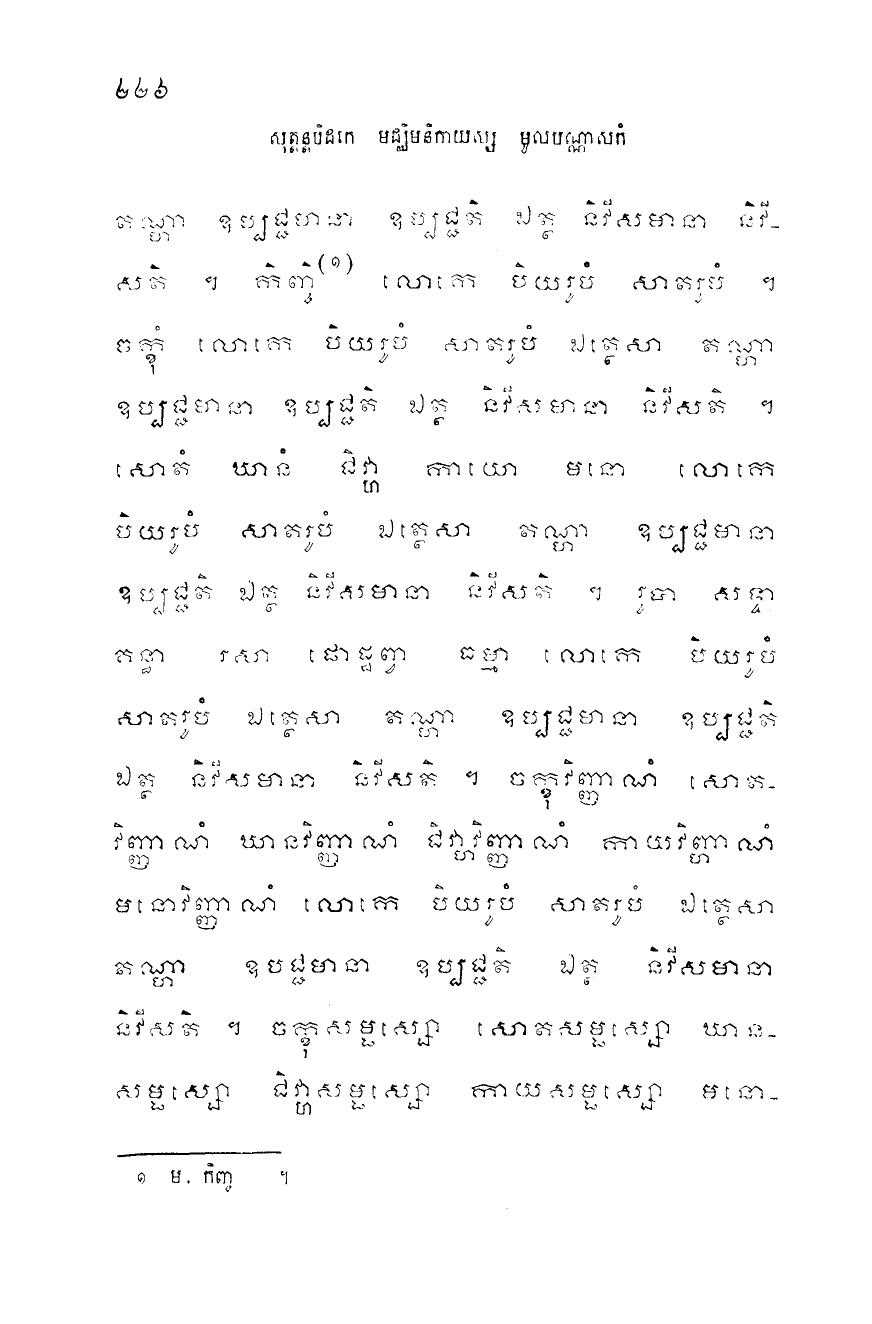 ២២៦
សុត្តន្តបិដកេ មជ្ឈិមនិកាយស្ស មូលបណ្ណាសកំ
តណ្ហា ឧប្បជ្ជមានា ឧប្បជ្ជតិ ឯត្ថ និវីសមានា និវី-
សតិ ។ កិញ្ចិ(១) លោកេ បិយរូបំ សាតរូបំ ។
ចក្ខុំ លោកេ បិយរូបំ សាតរូបំ ឯត្ថេសា តណ្ហា
ឧប្បជ្ជមានា ឧប្បជ្ជតិ ឯត្ថ និវីសមានា និវីសតិ ។
សោតំ ឃានំ ជិវ្ហា កាយោ មនោ លោកេ
បិយរូបំ សាតរូបំ ឯត្ថេសា តណ្ហា ឧប្បជ្ជមានា
ឧប្បជ្ជតិ ឯត្ថ និវីសមានា និវីសតិ ។ រូបា សទ្ទា
គន្ធា រសា ផោដ្ឋព្វា ធម្មា លោកេ បិយរូបំ
សាតរូបំ ឯត្ថេសា តណ្ហា ឧប្បជ្ជមានា ឧប្បជ្ជតិ
ឯត្ថ និវីសមានា និវីសតិ ។ ចក្ខុវិញ្ញាណំ សោត-
វិញ្ញាណំ ឃានវិញ្ញាណំ ជិវ្ហាវិញ្ញាណំ កាយវិញ្ញាណំ
មនោវិញ្ញាណំ លោកេ បិយរូបំ សាតរូបំ ឯត្ថេសា
តណ្ហា ឧបជ្ជមានា ឧប្បជ្ជតិ ឯត្ថ និវីសមានា
និវីសតិ ។ ចក្ខុសម្ផស្សោ សោតសម្ផស្សោ ឃាន-
សម្ផស្សោ ជិវ្ហាសម្ផស្សោ កាយសម្ផស្សោ មនោ-
១ ម. កិញ្ច ។